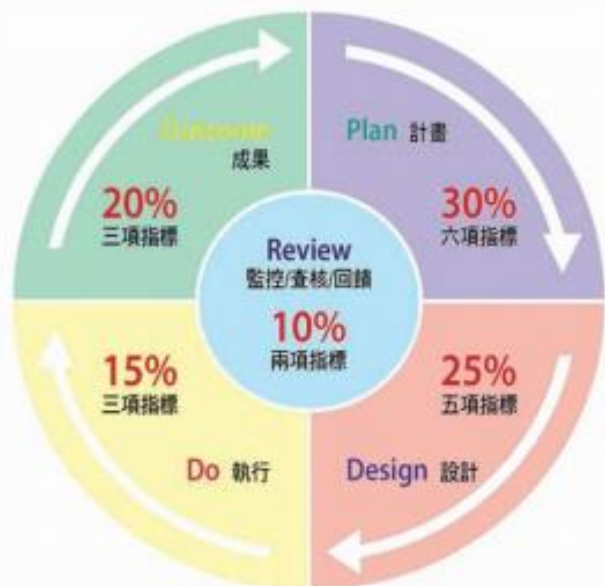 Outcome
成果
20%
三項指標
Plan 計畫
30%
六項指標
Review
監控/查核/回饋
10%
兩項指標
15%
三項指標
Do 執行
25%
五項指標
Design 設計